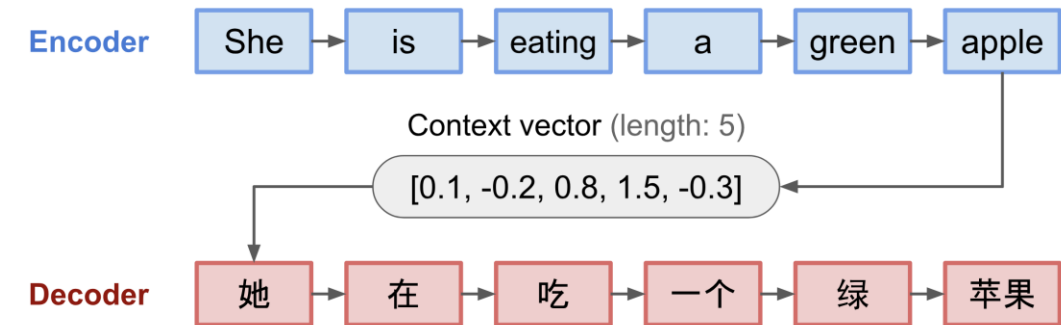 Encoder She is eating a green apple
Context vector (length: 5)
[0.1, -0.2, 0.8, 1.5, -0.3]
Decoder 她 在 吃 一个 绿 苹果